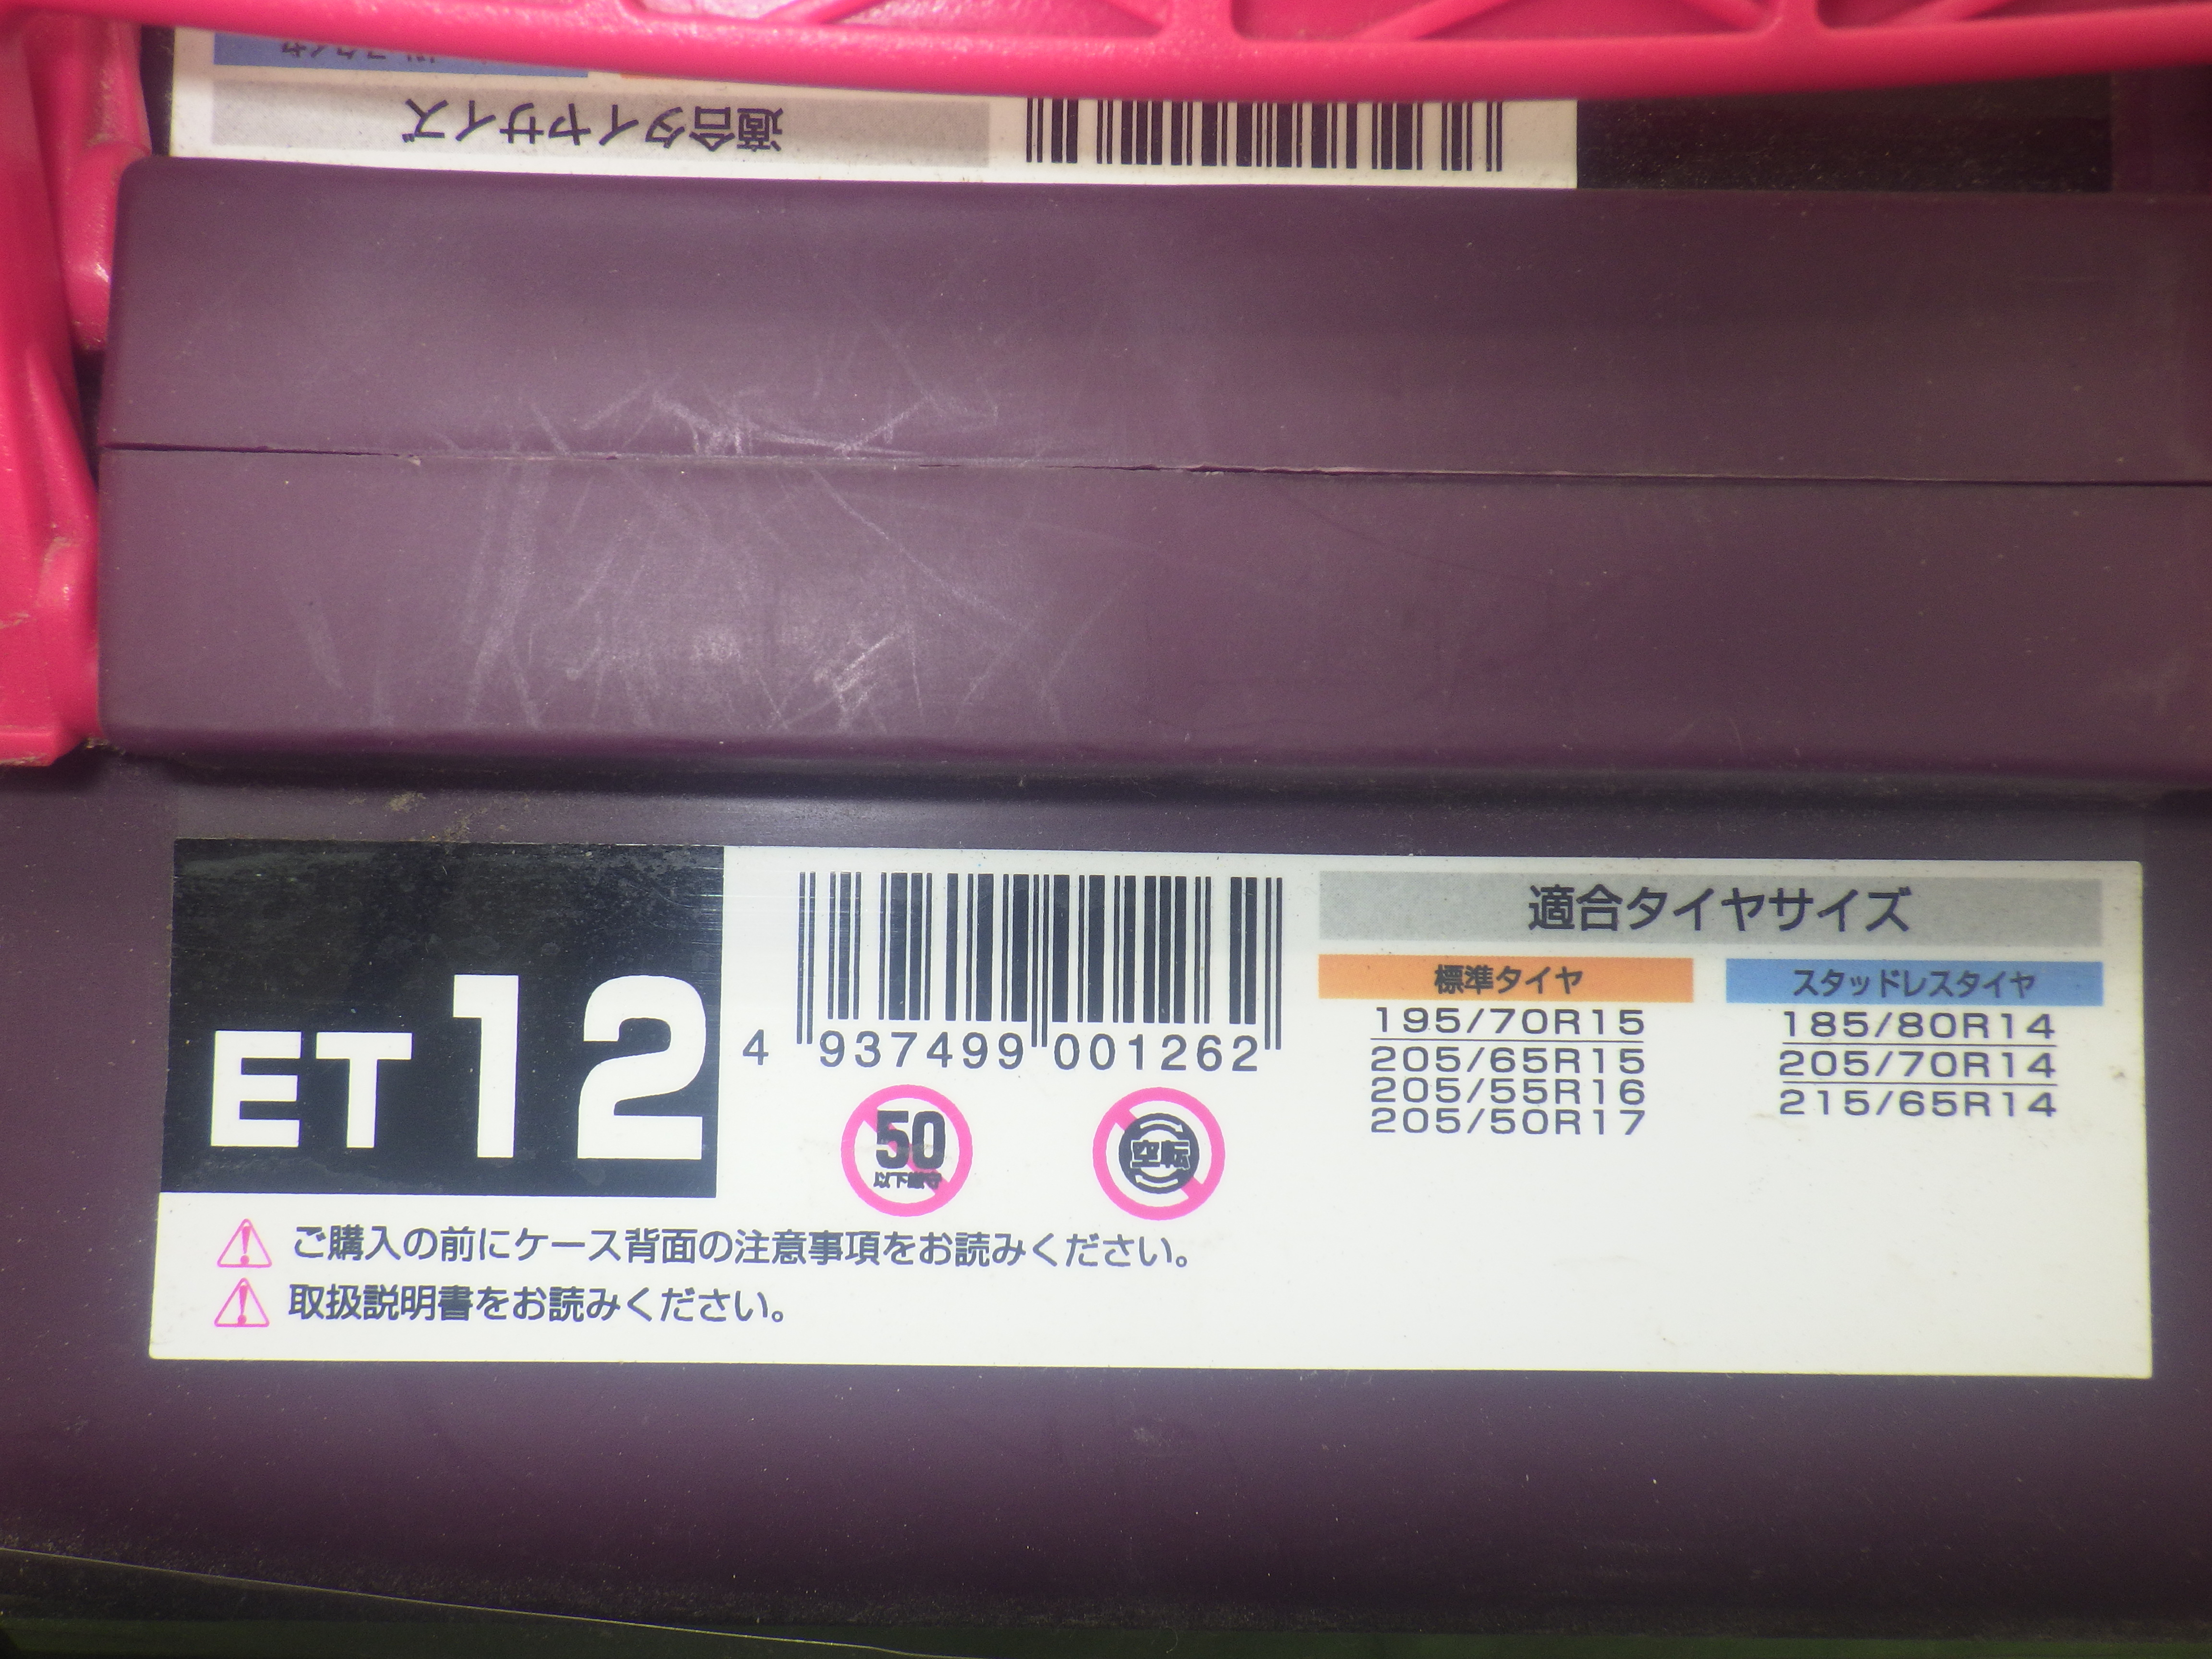 適合タイヤサイズ
ET12
4 937499 001262
適合タイヤサイズ
標準タイヤ
195/70R15
205/65R15
205/55R16
205/50R17
スタッドレスタイヤ
185/80R14
205/70R14
215/65R14
50
空転
ご購入の前にケース背面の注意事項をお読みください。
取扱説明書をお読みください。